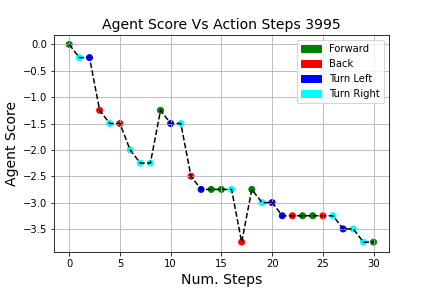 Agent Score Vs Action Steps 3995
Forward
Back
Turn Left
Turn Right
Agent Score
0.0
−0.5
−1.0
−1.5
−2.0
−2.5
−3.0
−3.5
0 5 10 15 20 25 30
Num. Steps